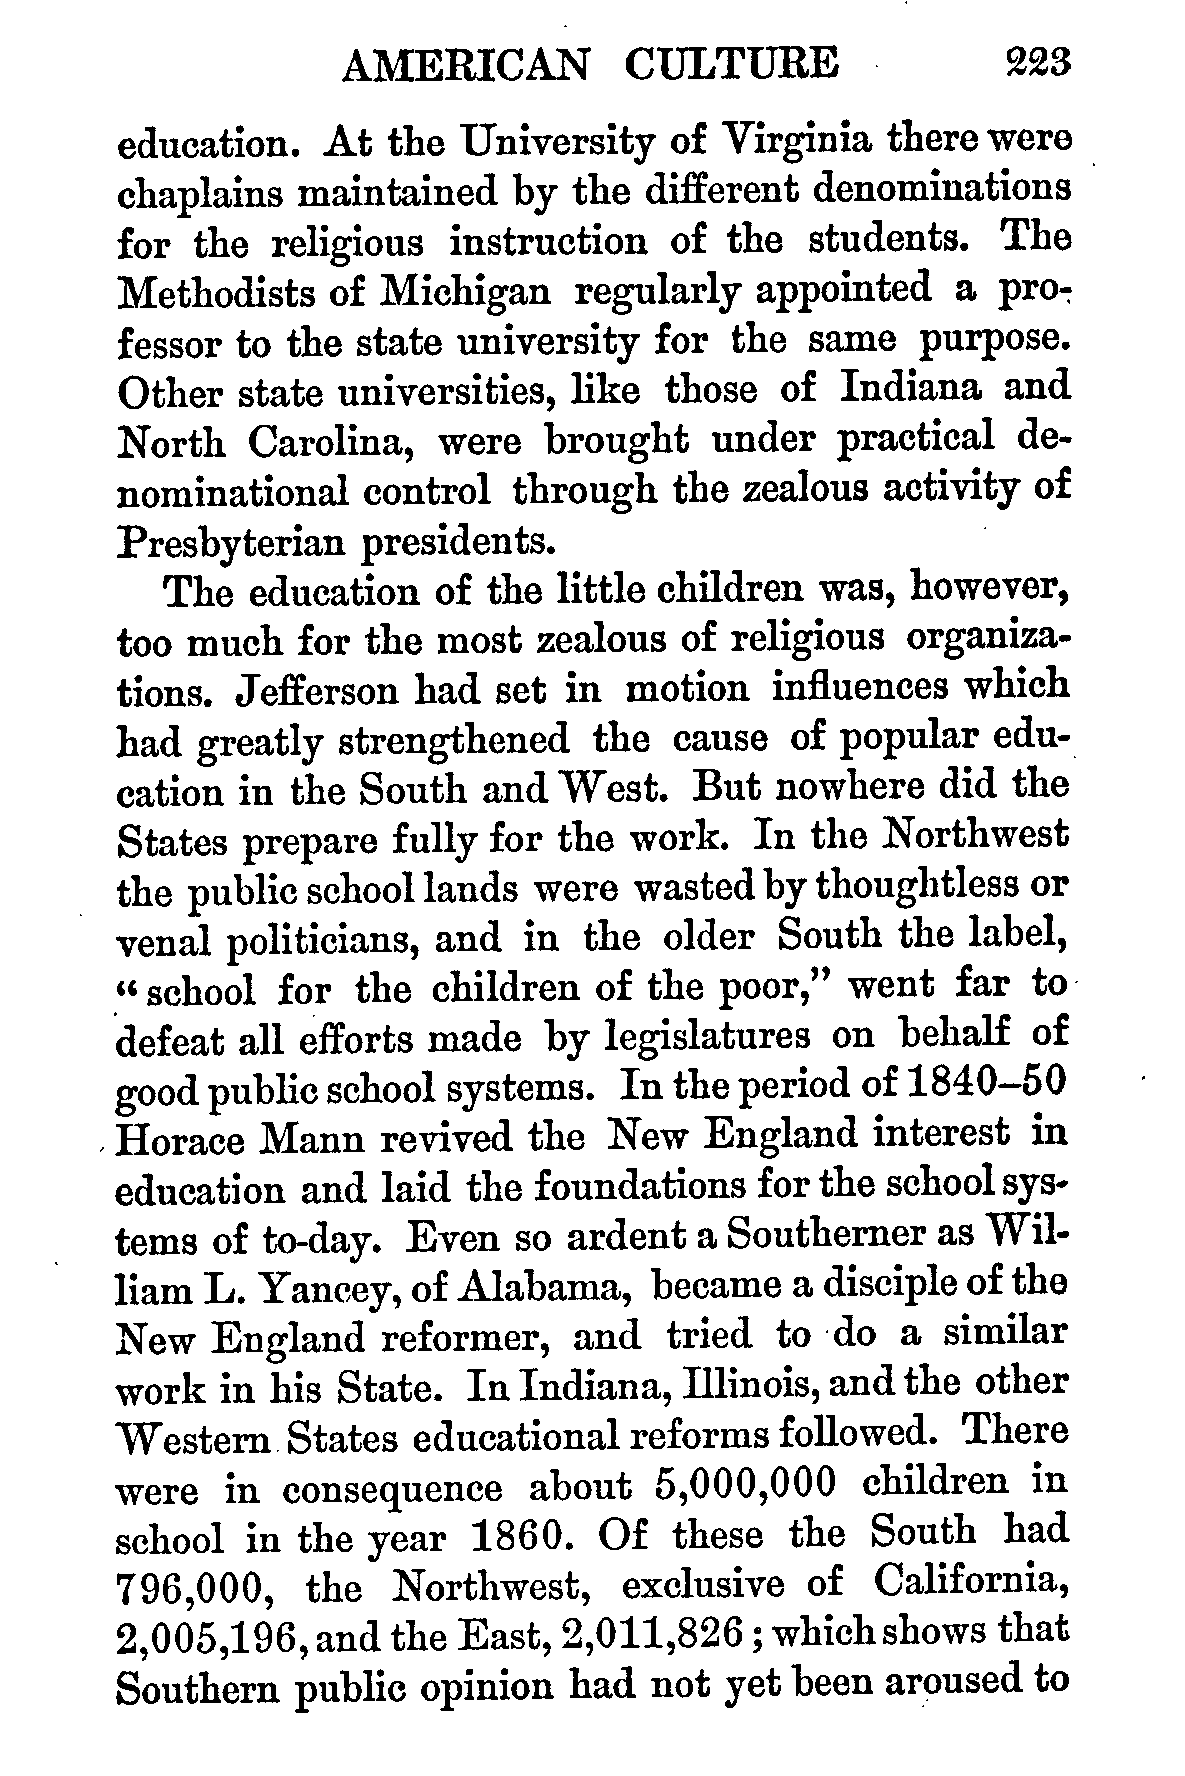 AMERICAN CULTURE 223
education. At the University of Virginia there were
chaplains maintained by the different denominations
for the religious instruction of the students. The
Methodists of Michigan regularly appointed a pro-
fessor to the state university for the same purpose.
Other state universities, like those of Indiana and
North Carolina, were brought under practical de-
nominational control through the zealous activity of
Presbyterian presidents.
The education of the little children was, however,
too much for the most zealous of religious organiza-
tions. Jefferson had set in motion influences which
had greatly strengthened the cause of popular edu-
cation in the South and West. But nowhere did the
States prepare fully for the work. In the Northwest
the public school lands were wasted by thoughtless or
venal politicians, and in the older South the label,
"school for the children of the poor," went far to
defeat all efforts made by legislatures on behalf of
good public school systems. In the period of 1840–50
Horace Mann revived the New England interest in
education and laid the foundations for the school sys-
tems of to-day. Even so ardent a Southerner as Wil-
liam L. Yancey, of Alabama, became a disciple of the
New England reformer, and tried to do a similar
work in his State. In Indiana, Illinois, and the other
Western States educational reforms followed. There
were in consequence about 5,000,000 children in
school in the year 1860. Of these the South had
796,000, the Northwest, exclusive of California,
2,005,196, and the East, 2,011,826; which shows that
Southern public opinion had not yet been aroused to